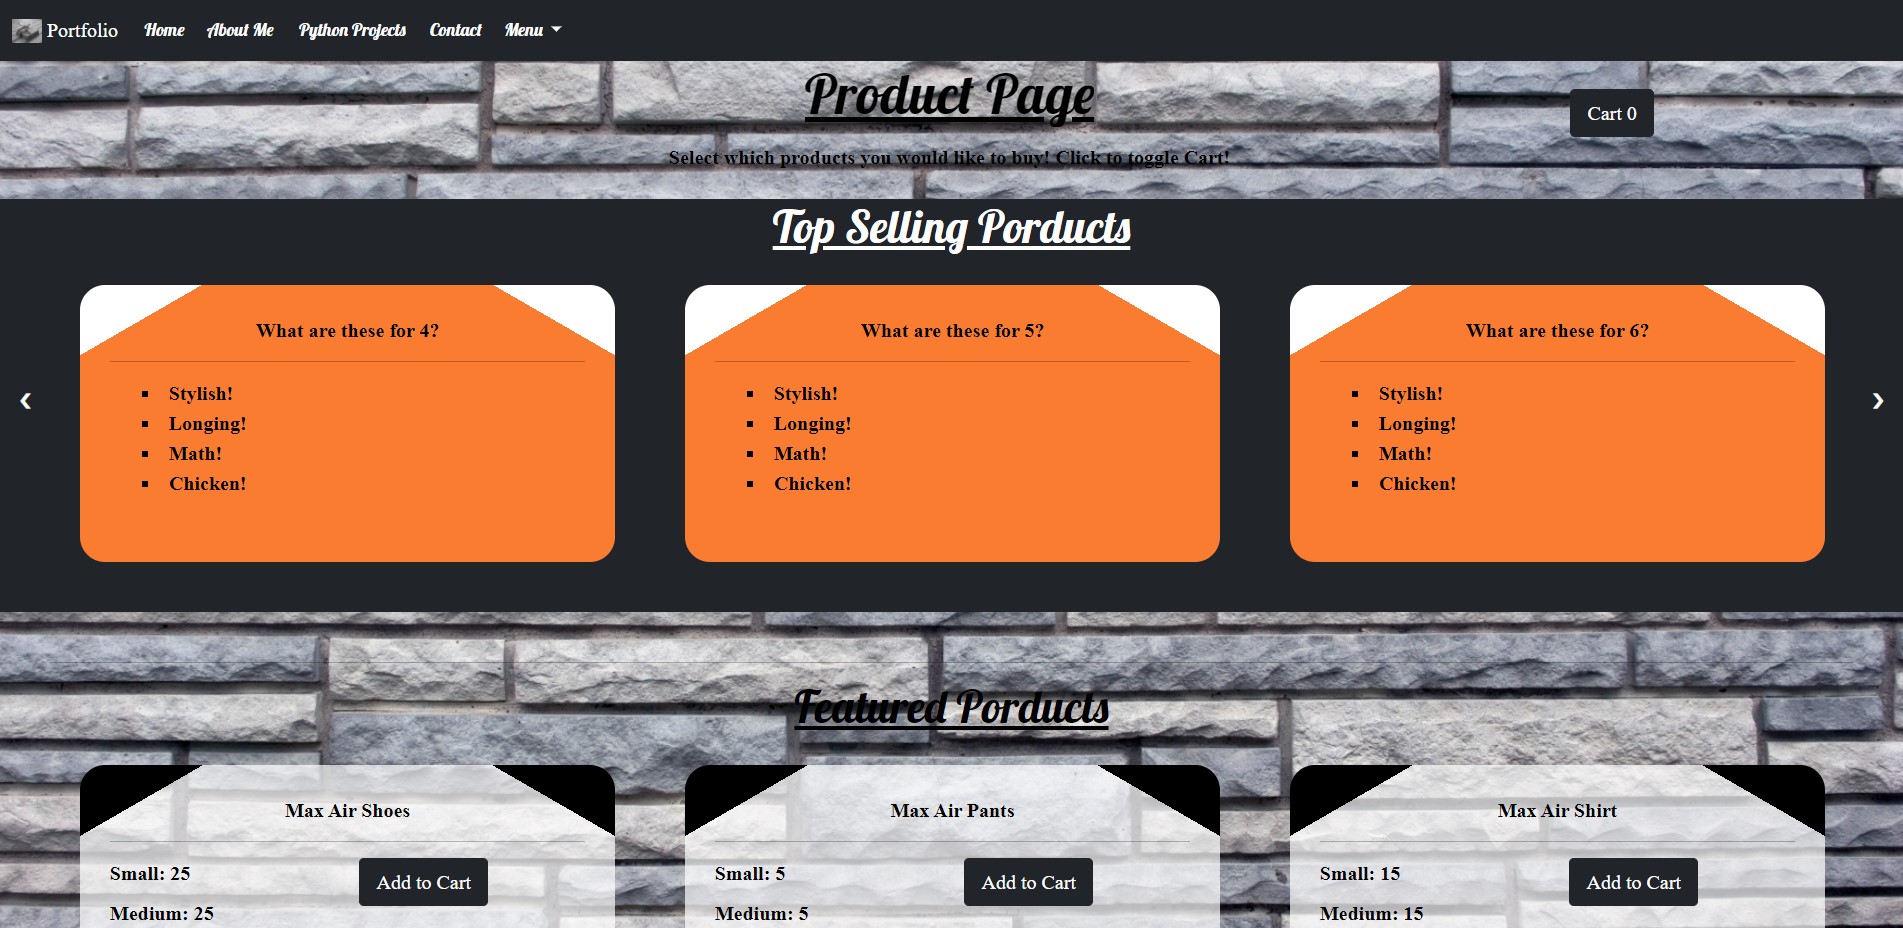 Portfolio Home About Me Python Projects Contact Menu
Product Page
Cart 0
Select which products you would like to buy! Click to toggle Cart!
Top Selling Porducts
What are these for 4?
Stylish!
Longing!
Math!
Chicken!
What are these for 5?
Stylish!
Longing!
Math!
Chicken!
What are these for 6?
Stylish!
Longing!
Math!
Chicken!
‹
›
Featured Porducts
Max Air Shoes
Small: 25
Add to Cart
Medium: 25
Max Air Pants
Small: 5
Add to Cart
Medium: 5
Max Air Shirt
Small: 15
Add to Cart
Medium: 15